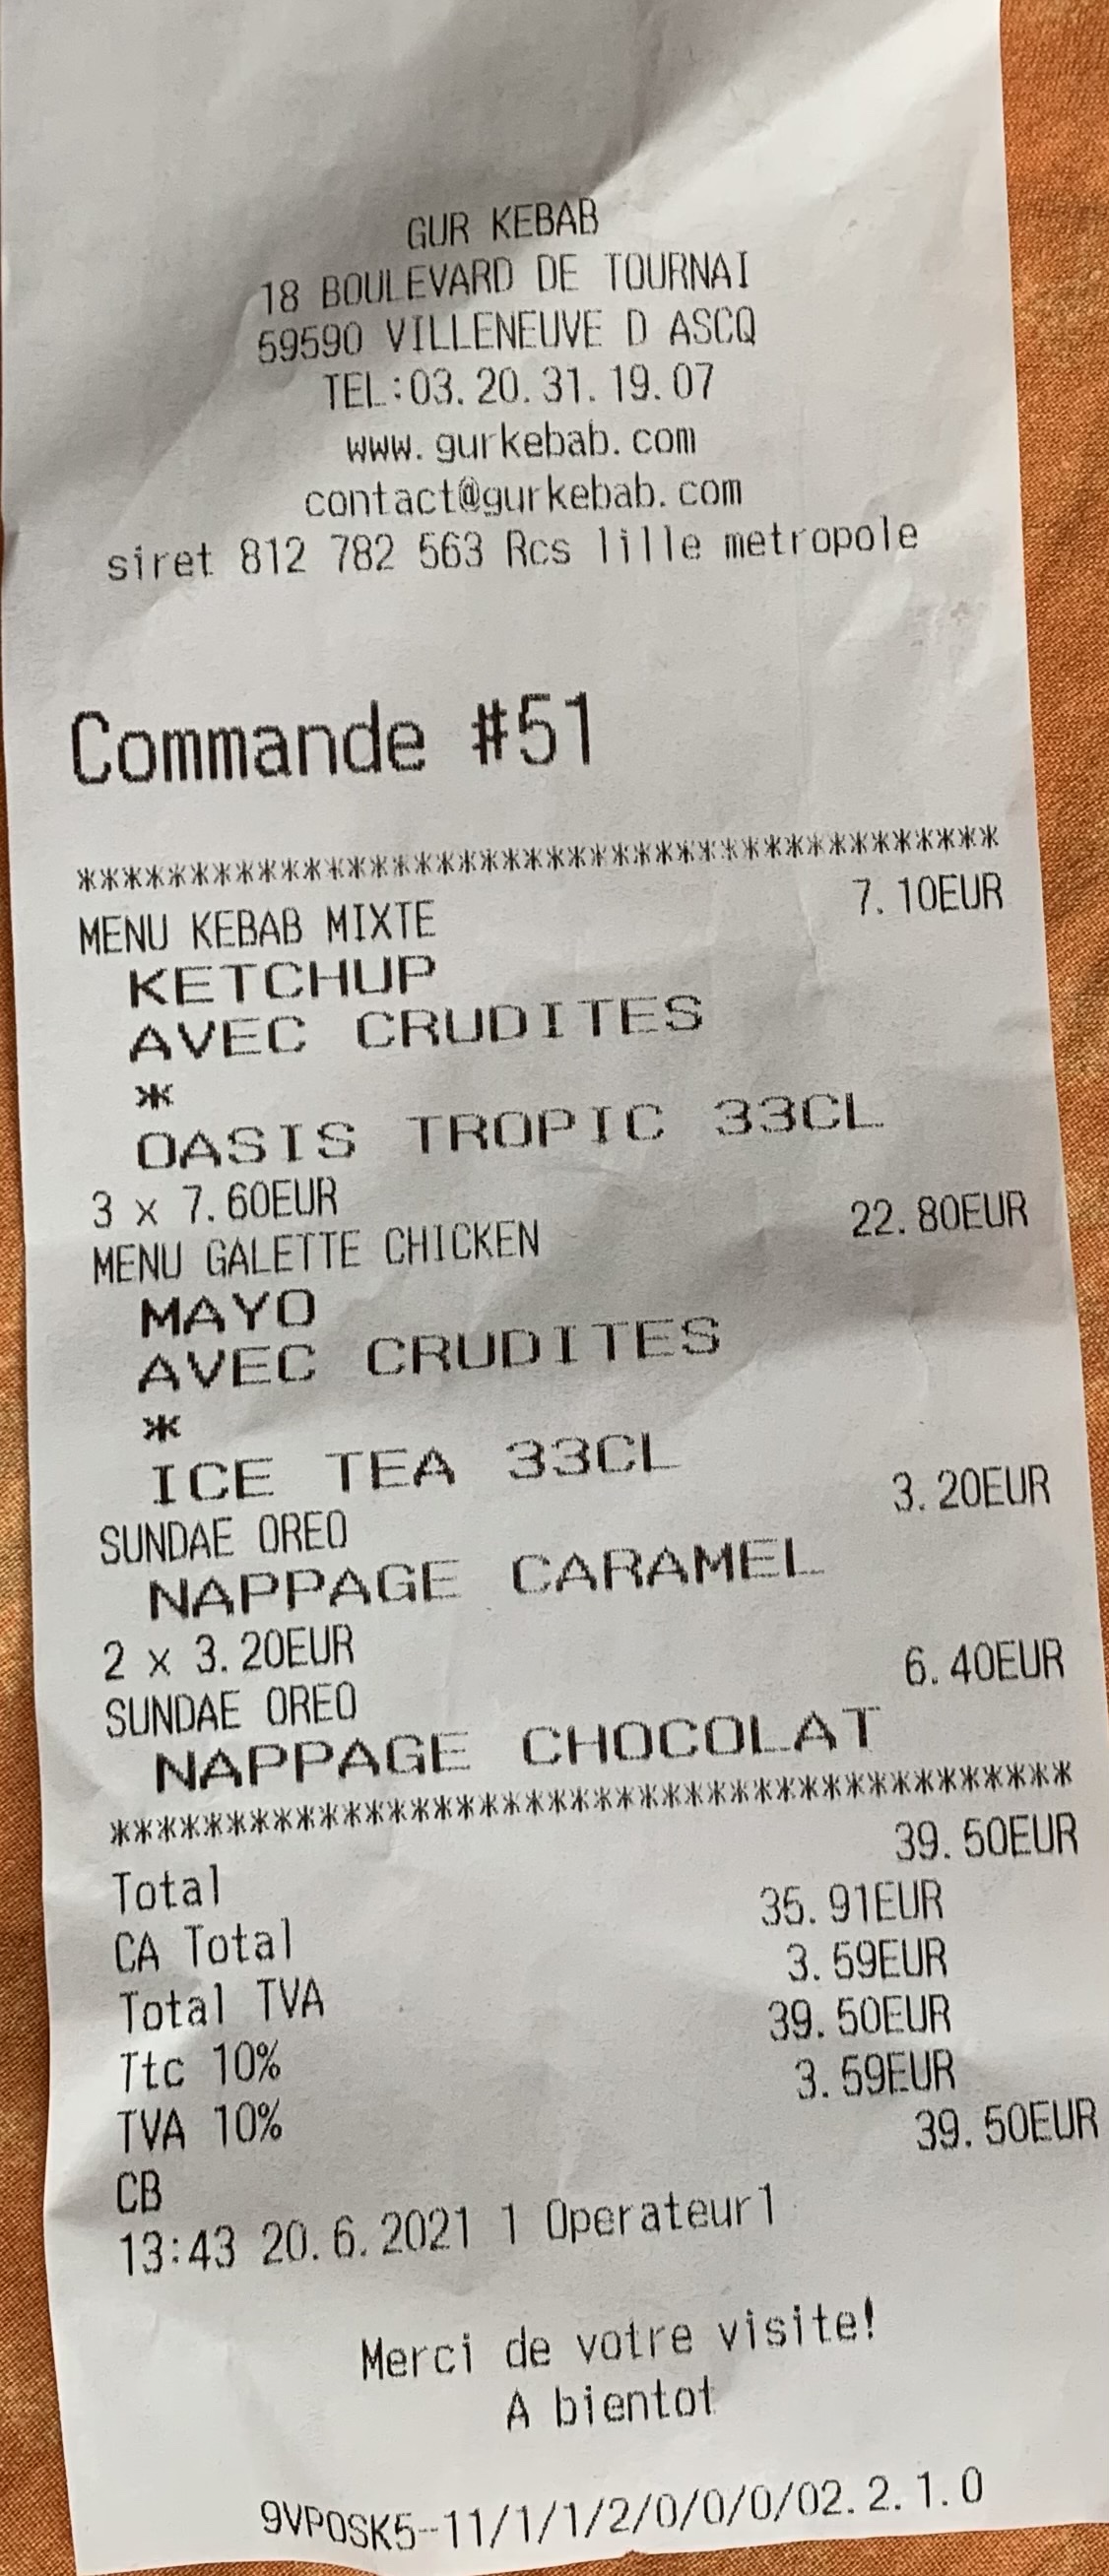 GUR KEBAB
18 BOULEVARD DE TOURNAI
59590 VILLENEUVE D ASCQ
TEL:03.20.31.19.07
www.gurkebab.com
contact@gurkebab.com
siret 812 782 563 Rcs lille metropole
Commande #51
******************************************
MENU KEBAB MIXTE 7.10EUR
KETCHUP
AVEC CRUDITES
*
OASIS TROPIC 33CL
3 x 7.60EUR
MENU GALETTE CHICKEN 22.80EUR
MAYO
AVEC CRUDITES
*
ICE TEA 33CL
SUNDAE OREO 3.20EUR
NAPPAGE CARAMEL
2 x 3.20EUR
SUNDAE OREO 6.40EUR
NAPPAGE CHOCOLAT
******************************************
Total 39.50EUR
CA Total 35.91EUR
Total TVA 3.59EUR
Ttc 10% 39.50EUR
TVA 10% 3.59EUR
CB 39.50EUR
13:43 20.6.2021 1 Operateur1
Merci de votre visite!
A bientot
9VPOSK5--11/1/1/2/0/0/0/02.2.1.0